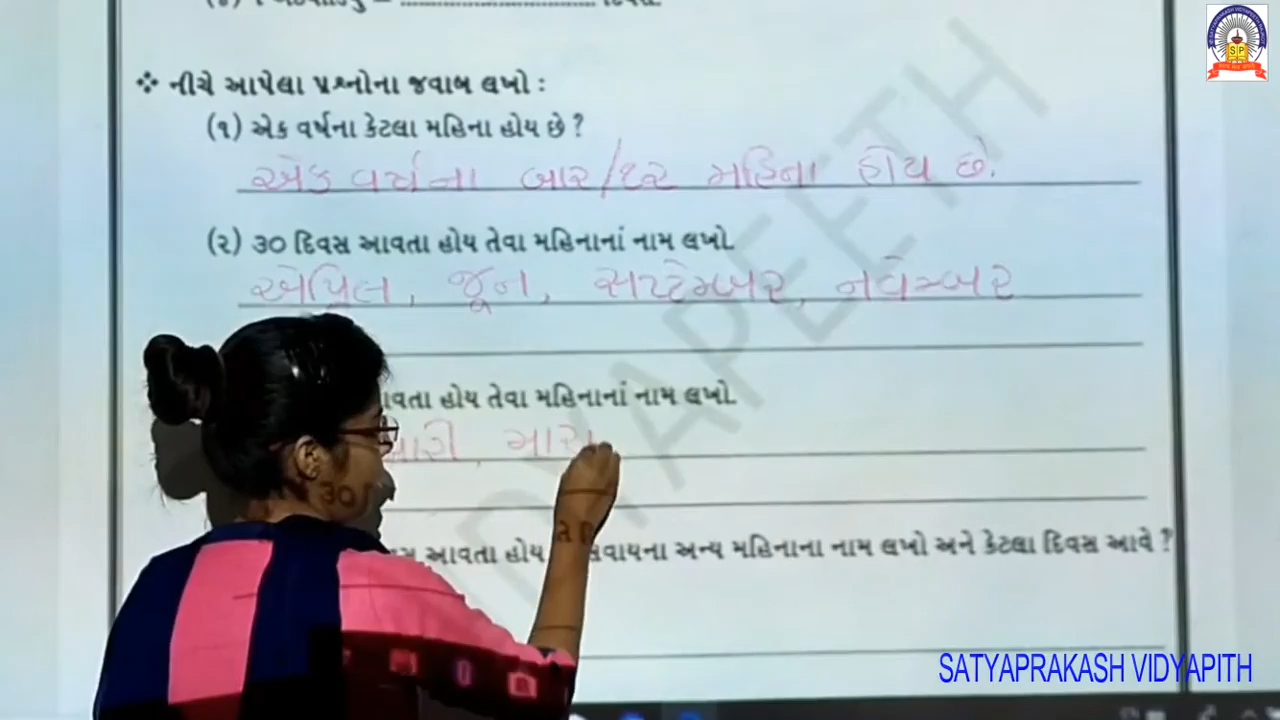 દિવસ.
❖ નીચે આપેલા પ્રશ્નોના જવાબ લખો :
(૧) એક વર્ષના કેટલા મહિના હોય છે ?
એક વર્ષના બાર/૧૨ મહિના હોય છે.
(૨) ૩૦ દિવસ આવતા હોય તેવા મહિનાનાં નામ લખો.
એપ્રિલ, જૂન, સપ્ટેમ્બર, નવેમ્બર
આવતા હોય તેવા મહિનાનાં નામ લખો.
આવતા હોય સિવાયના અન્ય મહિનાના નામ લખો અને કેટલા દિવસ આવે ?
SATYAPRAKASH VIDYAPITH